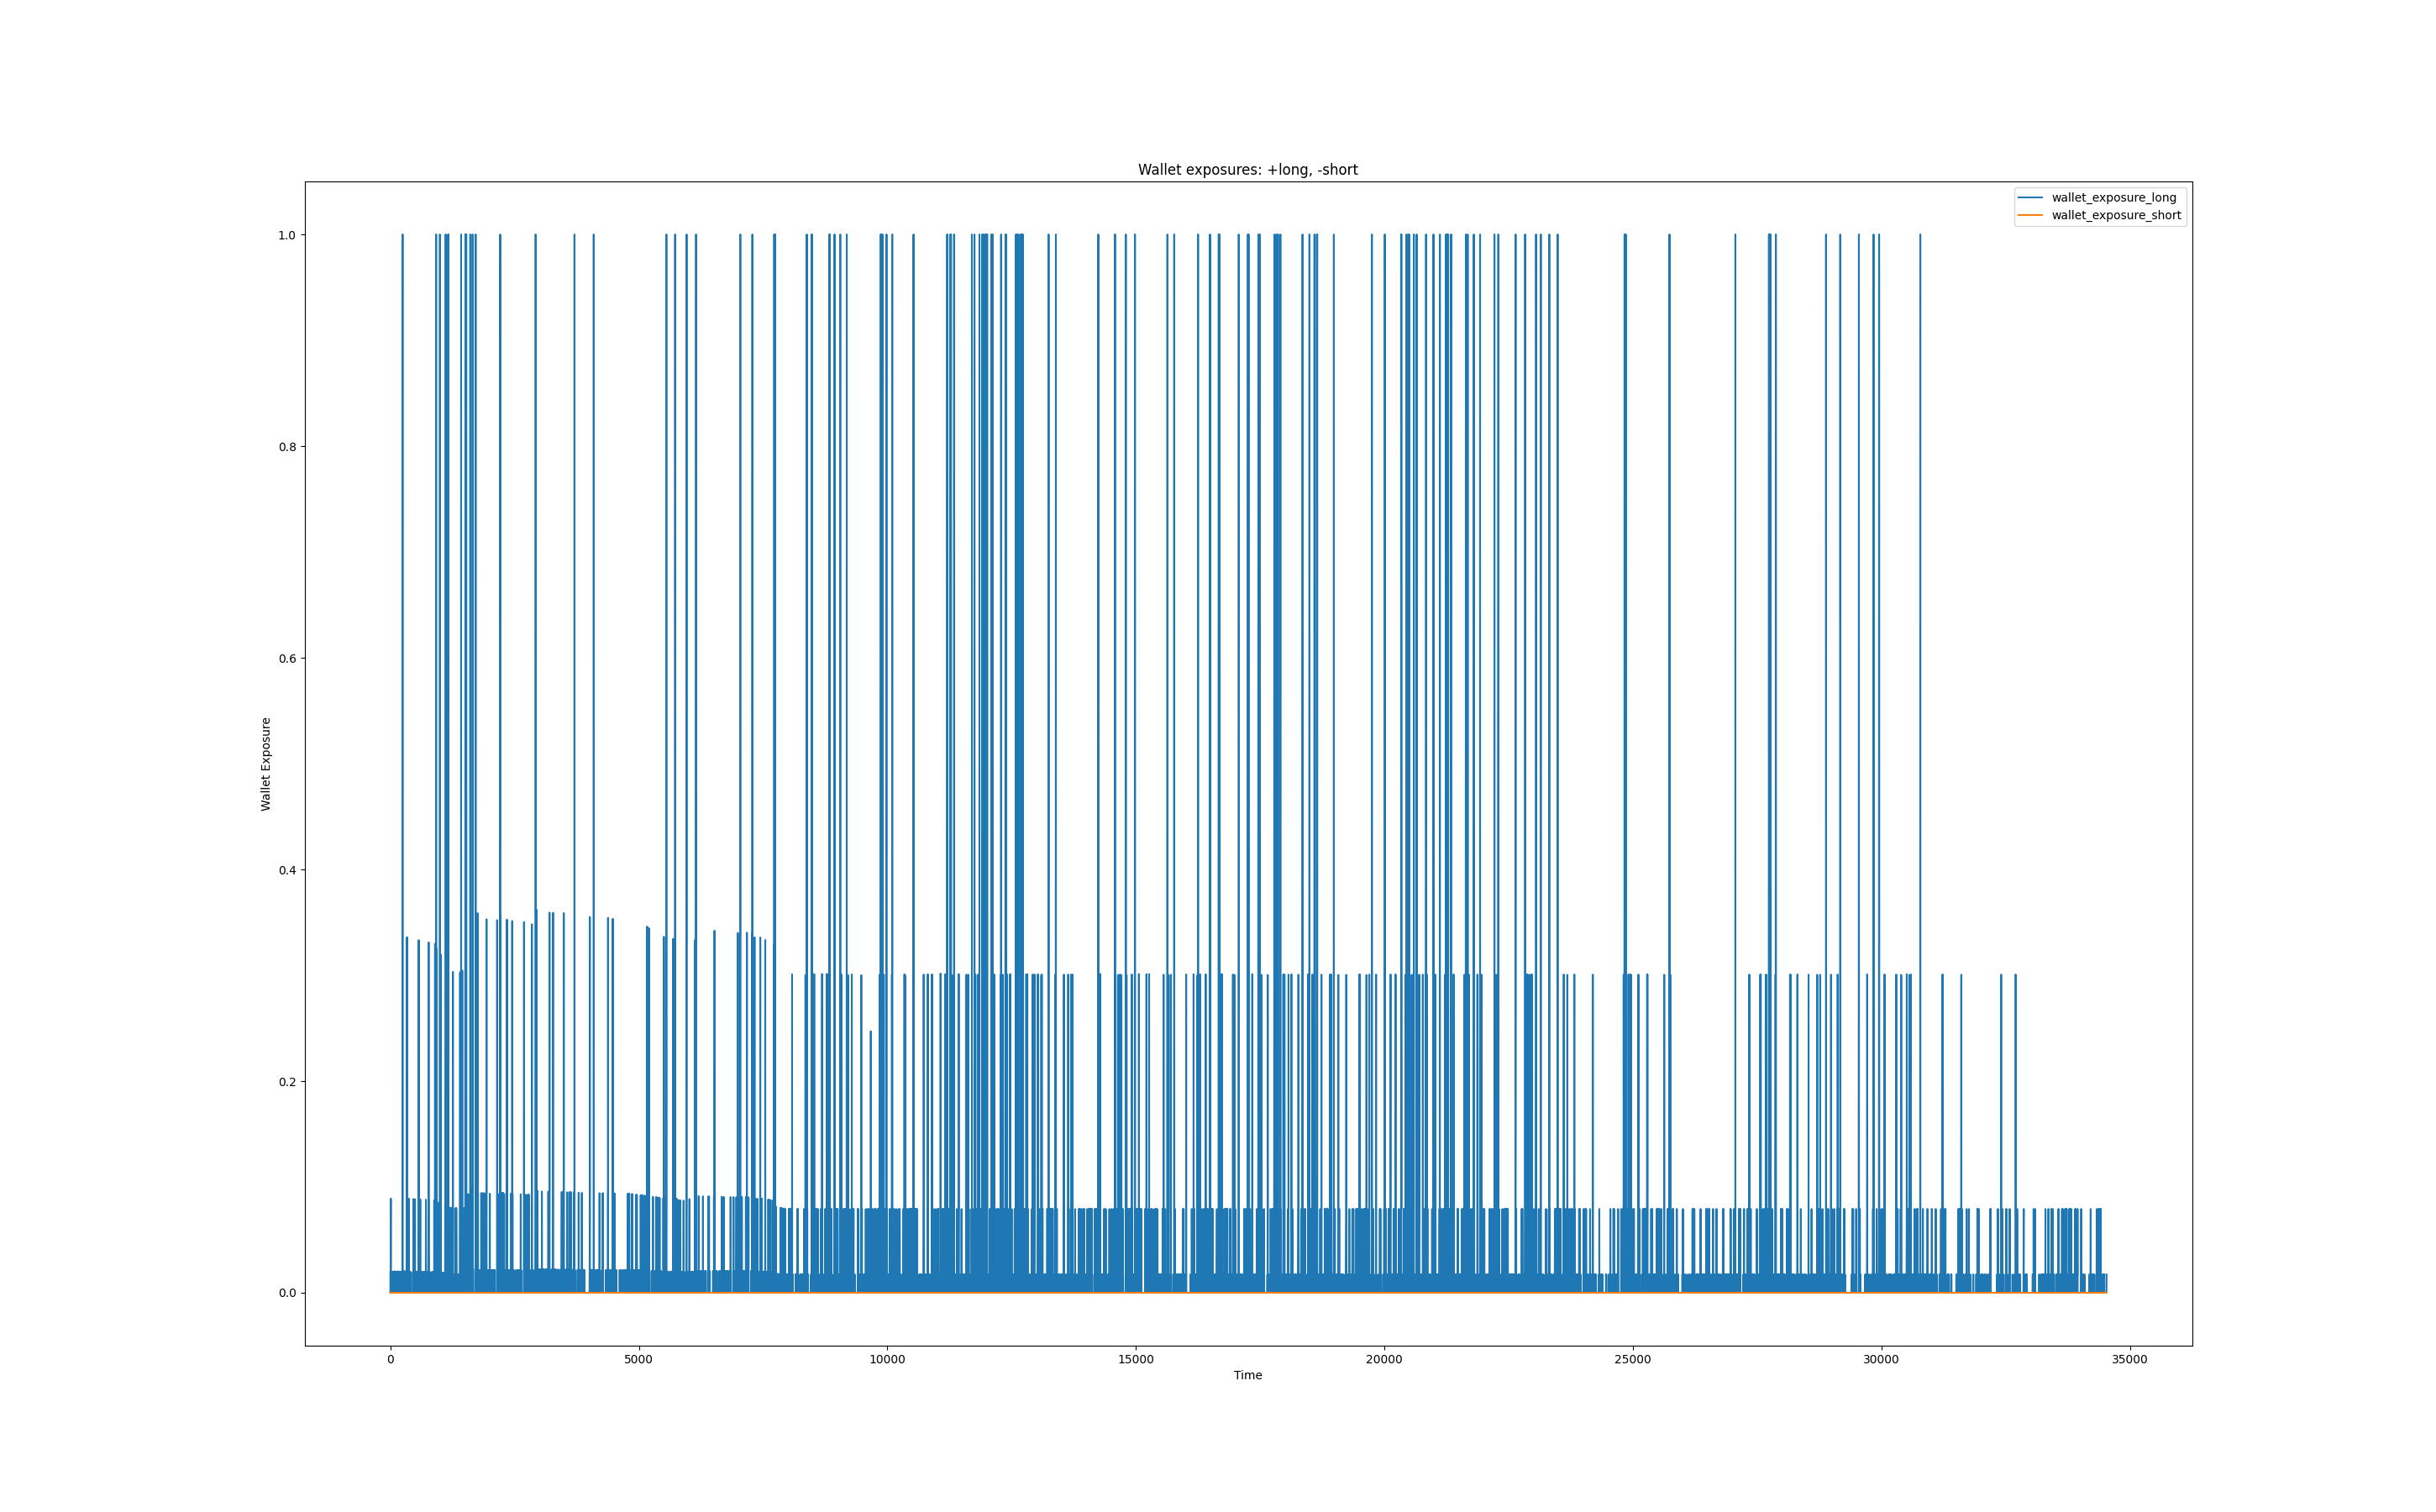 Wallet exposures: +long, -short
wallet_exposure_long
wallet_exposure_short
1.0
0.8
0.6
0.4
0.2
0.0
Wallet Exposure
0 5000 10000 15000 20000 25000 30000 35000
Time